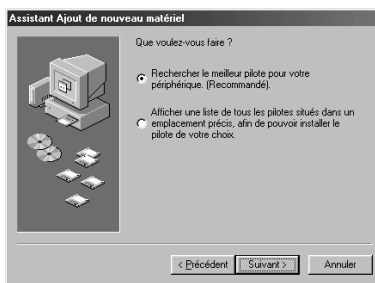 Assistant Ajout de nouveau matériel
Que voulez-vous faire ?
Rechercher le meilleur pilote pour votre
périphérique. (Recommandé).
Afficher une liste de tous les pilotes situés dans un
emplacement précis, afin de pouvoir installer le
pilote de votre choix.
< Précédent
Suivant >
Annuler